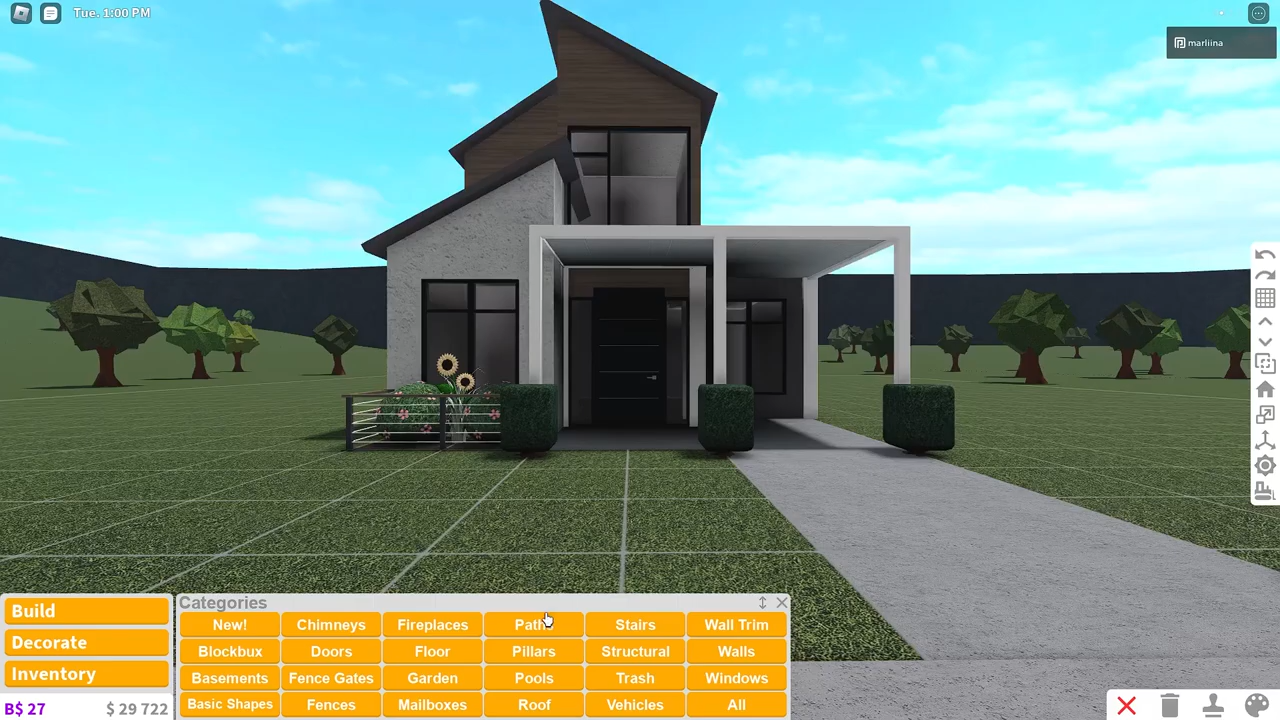 Tue. 1:00 PM
marliina
Categories
Build
Decorate
Inventory
B$ 27 $ 29 722
New! Chimneys Fireplaces Paths Stairs Wall Trim
Blockbux Doors Floor Pillars Structural Walls
Basements Fence Gates Garden Pools Trash Windows
Basic Shapes Fences Mailboxes Roof Vehicles All